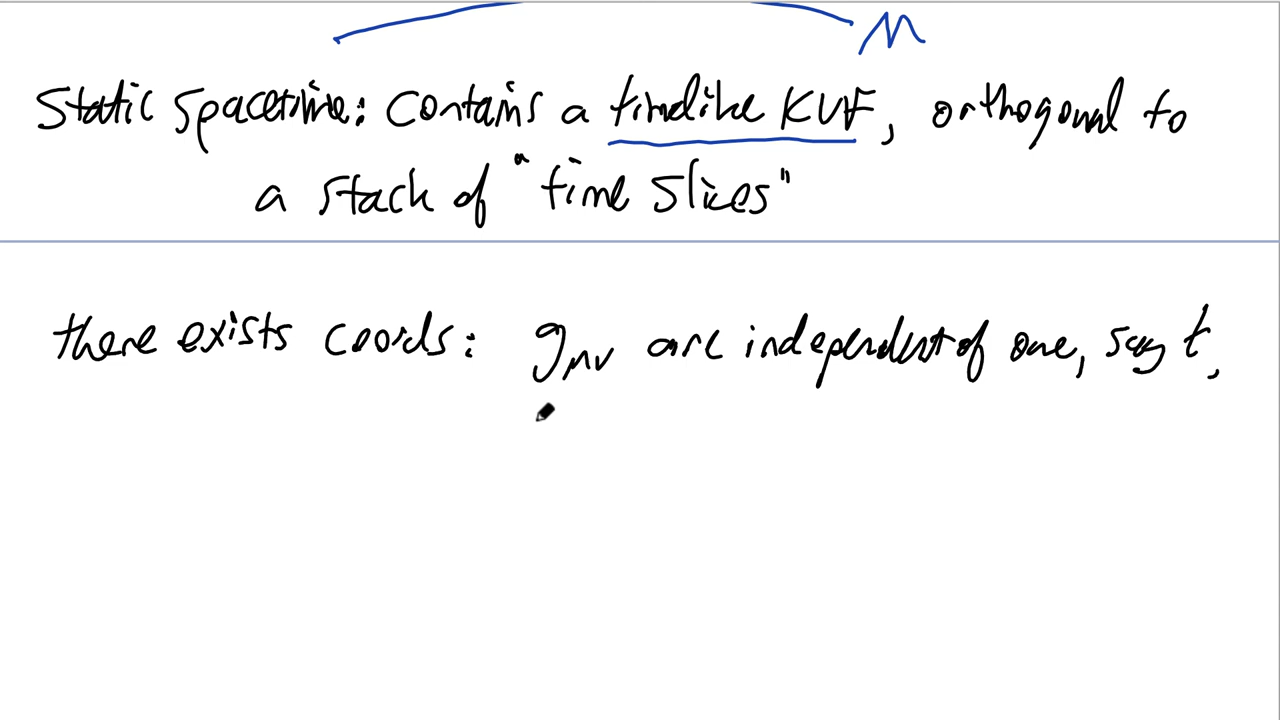 M
Static Spacetime: Contains a timelike KVF, orthogonal to
a stack of "time slices"
there exists coords: gμν are independent of one, say t,